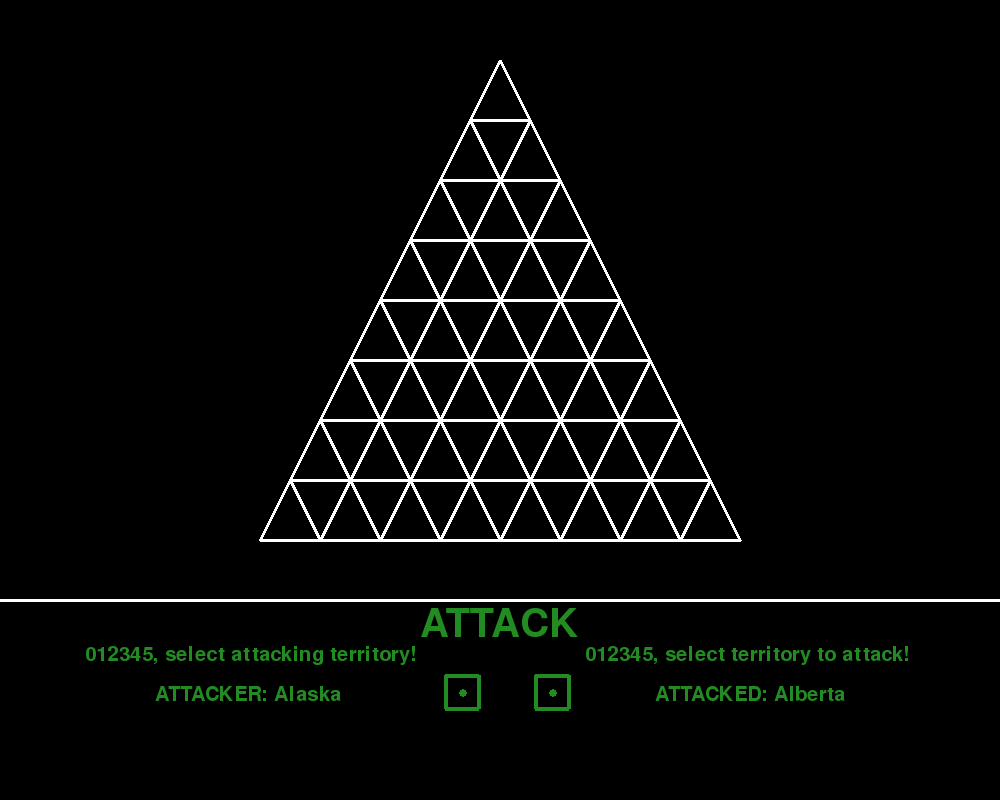 ATTACK
012345, select attacking territory!
012345, select territory to attack!
ATTACKER: Alaska
ATTACKED: Alberta